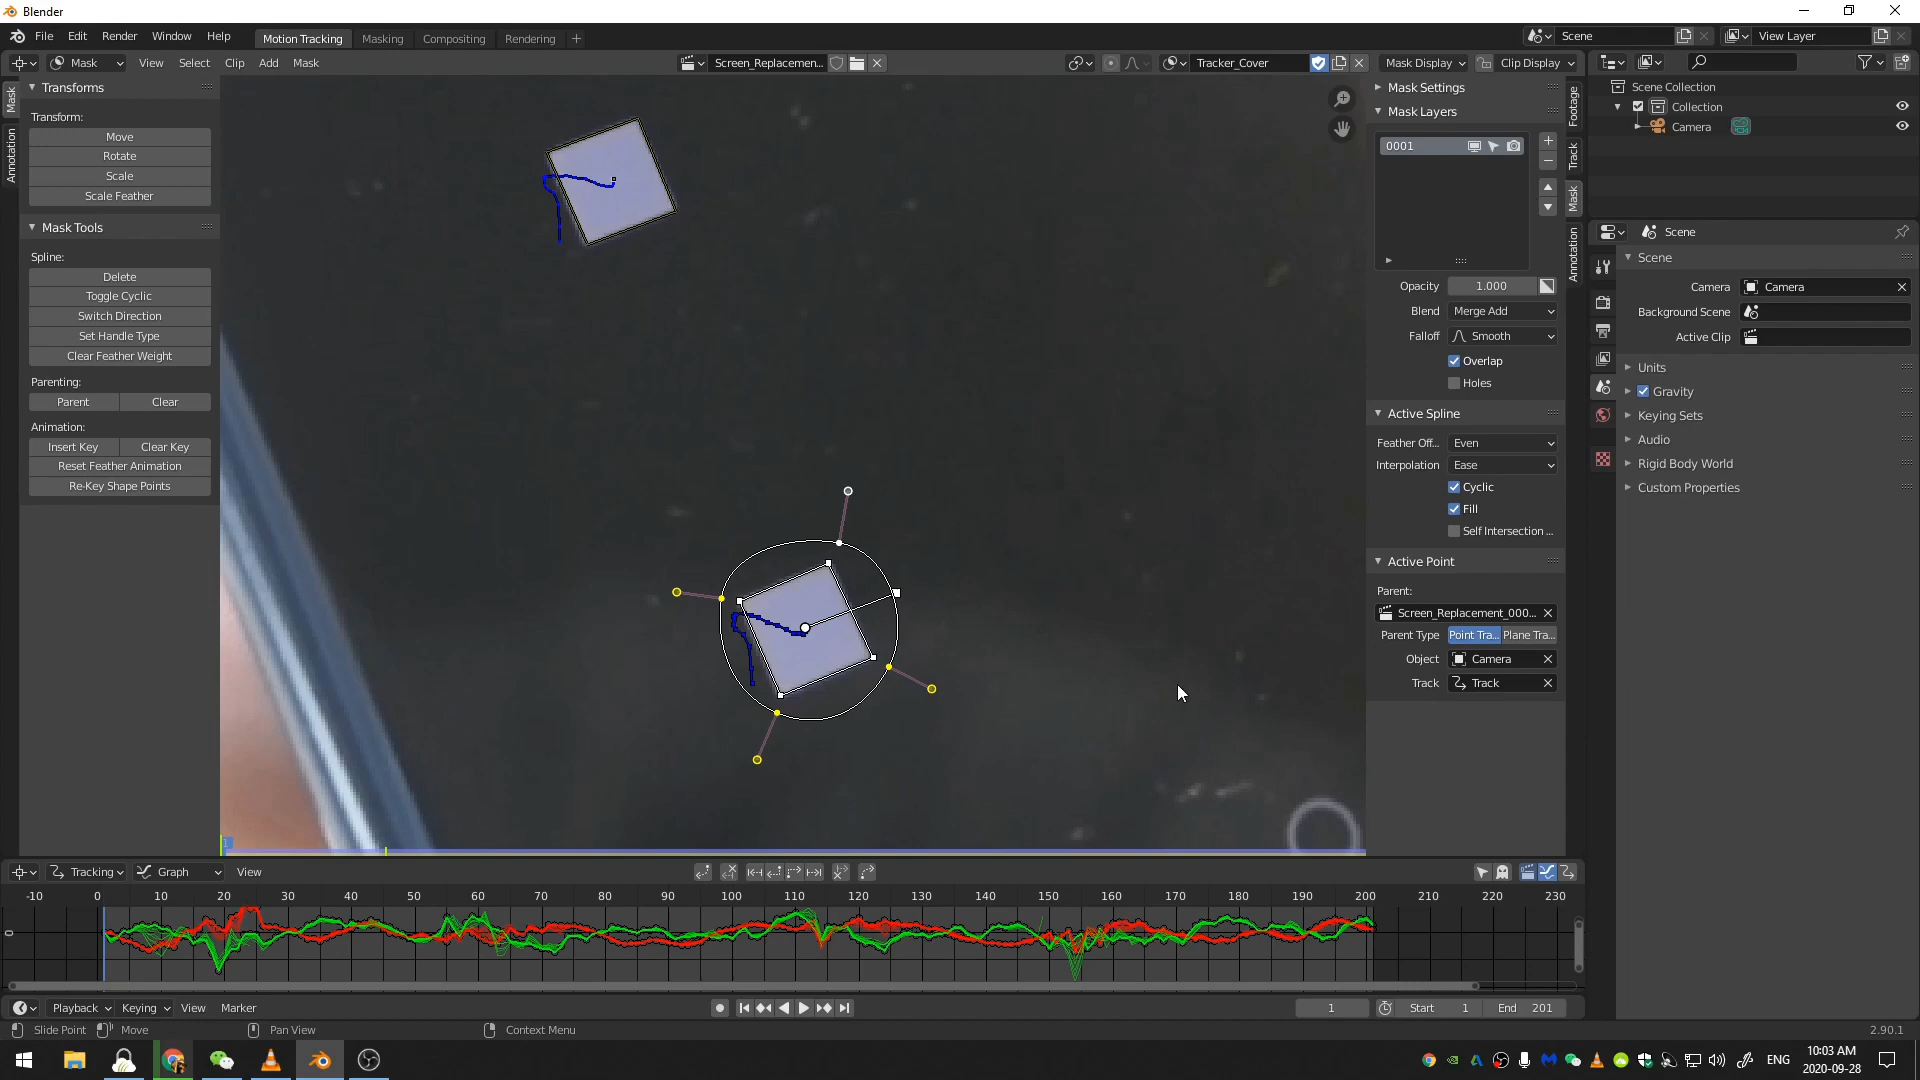 Blender
File Edit Render Window Help
Motion Tracking Masking Compositing Rendering +
Scene View Layer
Mask View Select Clip Add Mask
Screen_Replacemen... Tracker_Cover Mask Display Clip Display
Transforms
Transform:
Move
Rotate
Scale
Scale Feather
Mask Tools
Spline:
Delete
Toggle Cyclic
Switch Direction
Set Handle Type
Clear Feather Weight
Parenting:
Parent Clear
Animation:
Insert Key Clear Key
Reset Feather Animation
Re-Key Shape Points
Mask
Annotation
Mask Settings
Mask Layers
0001
Opacity 1.000
Blend Merge Add
Falloff Smooth
Overlap
Holes
Active Spline
Feather Off... Even
Interpolation Ease
Cyclic
Fill
Self Intersection ...
Active Point
Parent:
Screen_Replacement_000...
Parent Type Point Tra... Plane Tra...
Object Camera
Track Track
Footage
Track
Mask
Annotation
Scene Collection
Collection
Camera
Scene
Scene
Camera Camera
Background Scene
Active Clip
Units
Gravity
Keying Sets
Audio
Rigid Body World
Custom Properties
1
Tracking Graph View
-10 0 10 20 30 40 50 60 70 80 90 100 110 120 130 140 150 160 170 180 190 200 210 220 230
0
Playback Keying View Marker
1 Start 1 End 201
Slide Point Move Pan View Context Menu 2.90.1
ENG
10:03 AM
2020-09-28